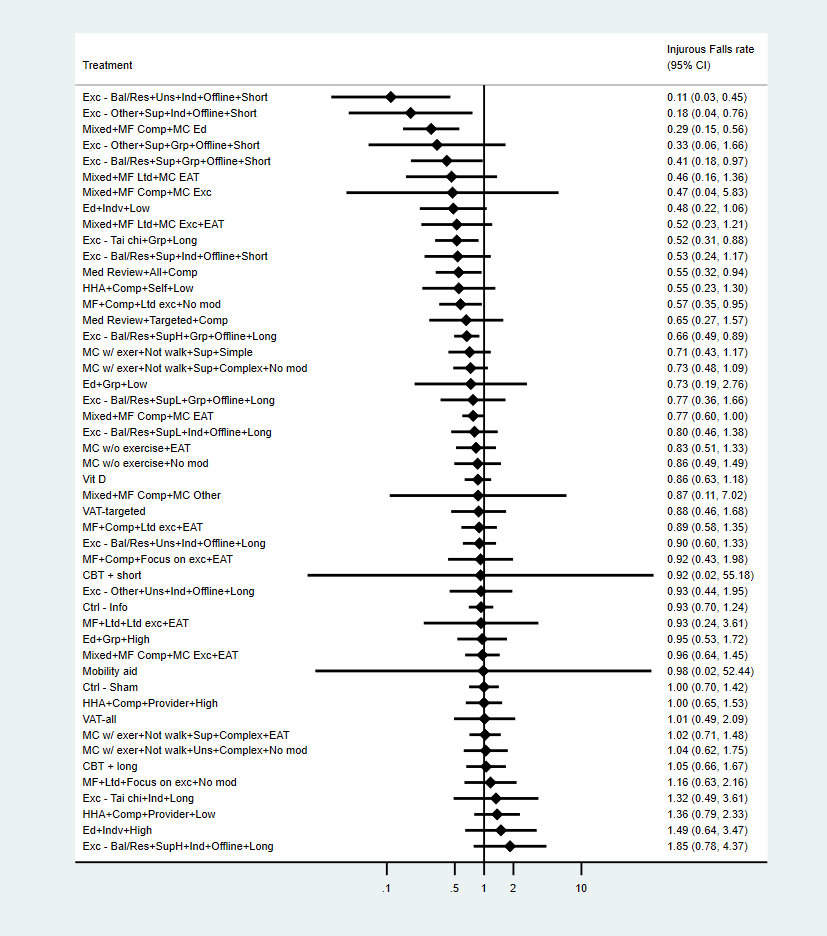 Injurous Falls rate
Treatment (95% CI)
Exc - Bal/Res+Uns+Ind+Offline+Short 0.11 (0.03, 0.45)
Exc - Other+Sup+Ind+Offline+Short 0.18 (0.04, 0.76)
Mixed+MF Comp+MC Ed 0.29 (0.15, 0.56)
Exc - Other+Sup+Grp+Offline+Short 0.33 (0.06, 1.66)
Exc - Bal/Res+Sup+Grp+Offline+Short 0.41 (0.18, 0.97)
Mixed+MF Ltd+MC EAT 0.46 (0.16, 1.36)
Mixed+MF Comp+MC Exc 0.47 (0.04, 5.83)
Ed+Indv+Low 0.48 (0.22, 1.06)
Mixed+MF Ltd+MC Exc+EAT 0.52 (0.23, 1.21)
Exc - Tai chi+Grp+Long 0.52 (0.31, 0.88)
Exc - Bal/Res+Sup+Ind+Offline+Short 0.53 (0.24, 1.17)
Med Review+All+Comp 0.55 (0.32, 0.94)
HHA+Comp+Self+Low 0.55 (0.23, 1.30)
MF+Comp+Ltd exc+No mod 0.57 (0.35, 0.95)
Med Review+Targeted+Comp 0.65 (0.27, 1.57)
Exc - Bal/Res+SupH+Grp+Offline+Long 0.66 (0.49, 0.89)
MC w/ exer+Not walk+Sup+Simple 0.71 (0.43, 1.17)
MC w/ exer+Not walk+Sup+Complex+No mod 0.73 (0.48, 1.09)
Ed+Grp+Low 0.73 (0.19, 2.76)
Exc - Bal/Res+SupL+Grp+Offline+Long 0.77 (0.36, 1.66)
Mixed+MF Comp+MC EAT 0.77 (0.60, 1.00)
Exc - Bal/Res+SupL+Ind+Offline+Long 0.80 (0.46, 1.38)
MC w/o exercise+EAT 0.83 (0.51, 1.33)
MC w/o exercise+No mod 0.86 (0.49, 1.49)
Vit D 0.86 (0.63, 1.18)
Mixed+MF Comp+MC Other 0.87 (0.11, 7.02)
VAT-targeted 0.88 (0.46, 1.68)
MF+Comp+Ltd exc+EAT 0.89 (0.58, 1.35)
Exc - Bal/Res+Uns+Ind+Offline+Long 0.90 (0.60, 1.33)
MF+Comp+Focus on exc+EAT 0.92 (0.43, 1.98)
CBT + short 0.92 (0.02, 55.18)
Exc - Other+Uns+Ind+Offline+Long 0.93 (0.44, 1.95)
Ctrl - Info 0.93 (0.70, 1.24)
MF+Ltd+Ltd exc+EAT 0.93 (0.24, 3.61)
Ed+Grp+High 0.95 (0.53, 1.72)
Mixed+MF Comp+MC Exc+EAT 0.96 (0.64, 1.45)
Mobility aid 0.98 (0.02, 52.44)
Ctrl - Sham 1.00 (0.70, 1.42)
HHA+Comp+Provider+High 1.00 (0.65, 1.53)
VAT-all 1.01 (0.49, 2.09)
MC w/ exer+Not walk+Sup+Complex+EAT 1.02 (0.71, 1.48)
MC w/ exer+Not walk+Uns+Complex+No mod 1.04 (0.62, 1.75)
CBT + long 1.05 (0.66, 1.67)
MF+Ltd+Focus on exc+No mod 1.16 (0.63, 2.16)
Exc - Tai chi+Ind+Long 1.32 (0.49, 3.61)
HHA+Comp+Provider+Low 1.36 (0.79, 2.33)
Ed+Indv+High 1.49 (0.64, 3.47)
Exc - Bal/Res+SupH+Ind+Offline+Long 1.85 (0.78, 4.37)
.1 .5 1 2 10